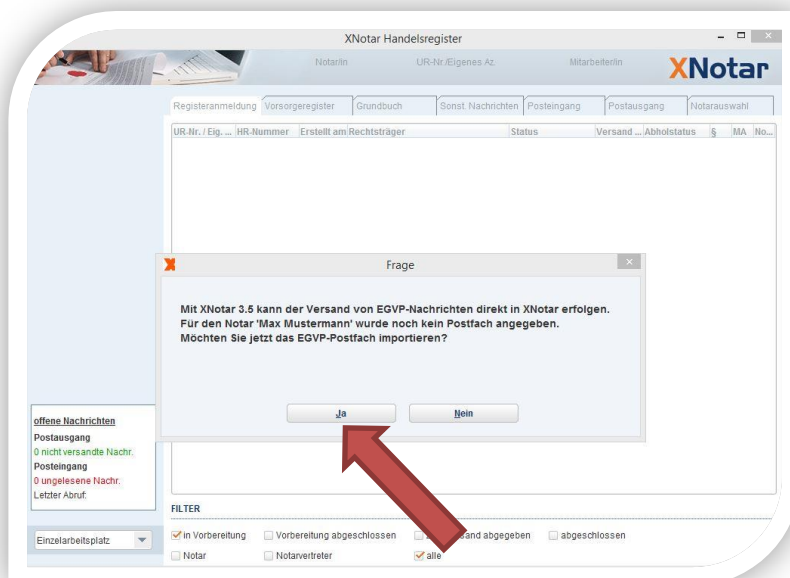 XNotar Handelsregister
Notar/in UR-Nr./Eigenes Az. Mitarbeiter/in
XNotar
Registeranmeldung Vorsorgeregister Grundbuch Sonst. Nachrichten Posteingang Postausgang Notarauswahl
UR-Nr. / Eig. ... HR-Nummer Erstellt am Rechtsträger Status Versand ... Abholstatus § MA No...
Frage
Mit XNotar 3.5 kann der Versand von EGVP-Nachrichten direkt in XNotar erfolgen.
Für den Notar 'Max Mustermann' wurde noch kein Postfach angegeben.
Möchten Sie jetzt das EGVP-Postfach importieren?
Ja Nein
offene Nachrichten
Postausgang
0 nicht versandte Nachr.
Posteingang
0 ungelesene Nachr.
Letzter Abruf:
Einzelarbeitsplatz
FILTER
in Vorbereitung Vorbereitung abgeschlossen abgegeben abgeschlossen
Notar Notarvertreter alle